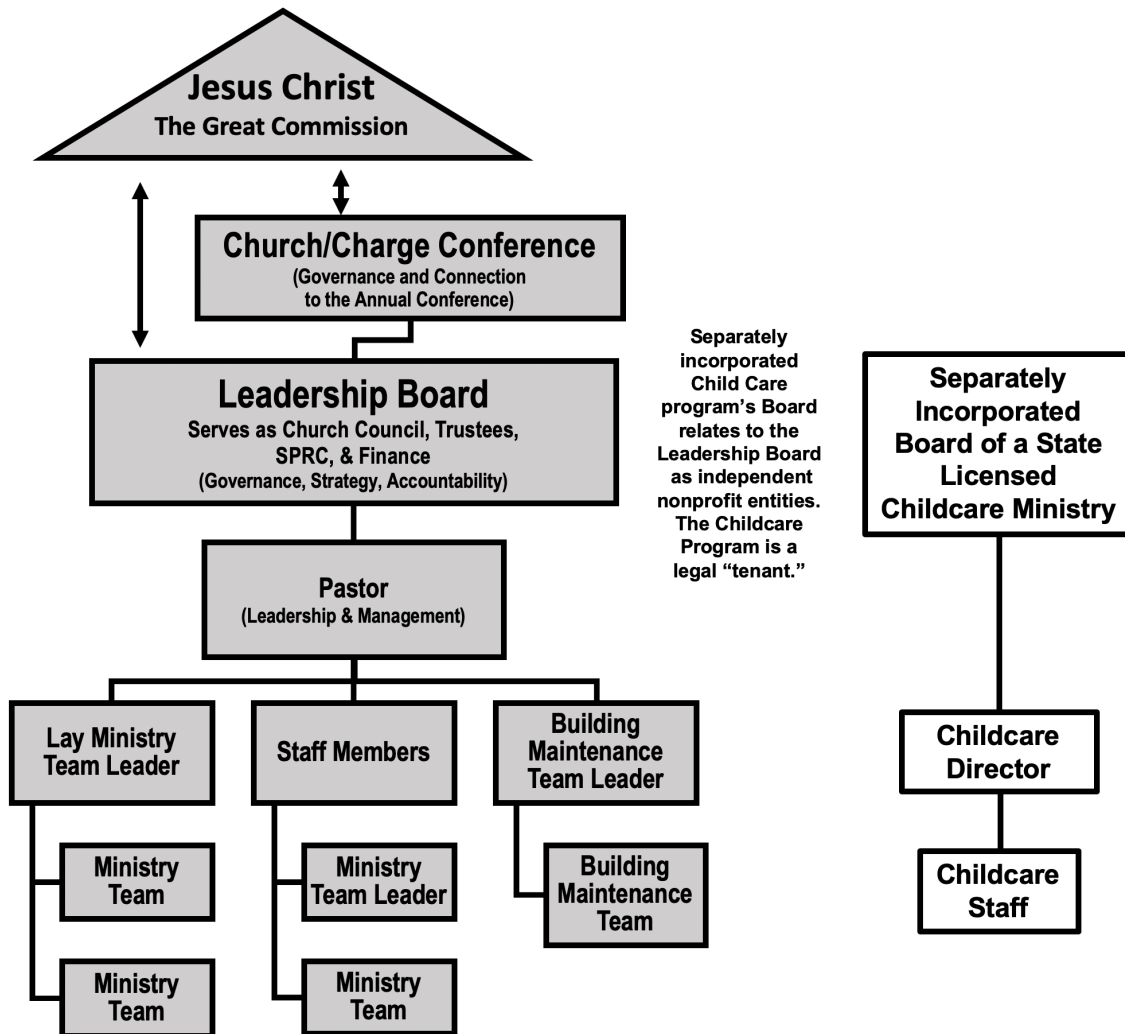 Jesus Christ
The Great Commission
Church/Charge Conference
(Governance and Connection
to the Annual Conference)
Leadership Board
Serves as Church Council, Trustees,
SPRC, & Finance
(Governance, Strategy, Accountability)
Pastor
(Leadership & Management)
Lay Ministry
Team Leader
Ministry
Team
Ministry
Team
Staff Members
Ministry
Team Leader
Ministry
Team
Building
Maintenance
Team Leader
Building
Maintenance
Team
Separately
incorporated
Child Care
program’s Board
relates to the
Leadership Board
as independent
nonprofit entities.
The Childcare
Program is a
legal “tenant.”
Separately
Incorporated
Board of a State
Licensed
Childcare Ministry
Childcare
Director
Childcare
Staff